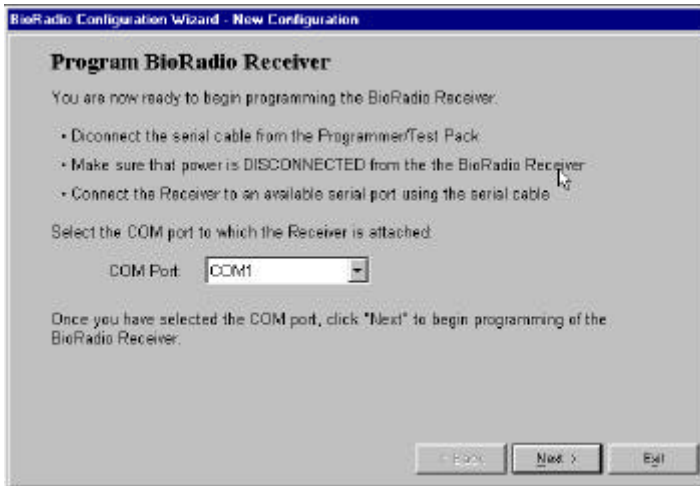 BioRadio Configuration Wizard - New Configuration
Program BioRadio Receiver
You are now ready to begin programming the BioRadio Receiver.
• Diconnect the serial cable from the Programmer/Test Pack
• Make sure that power is DISCONNECTED from the the BioRadio Receiver
• Connect the Receiver to an available serial port using the serial cable
Select the COM port to which the Receiver is attached:
COM Port: COM1
Once you have selected the COM port, click "Next" to begin programming of the
BioRadio Receiver.
< Back Next > Exit